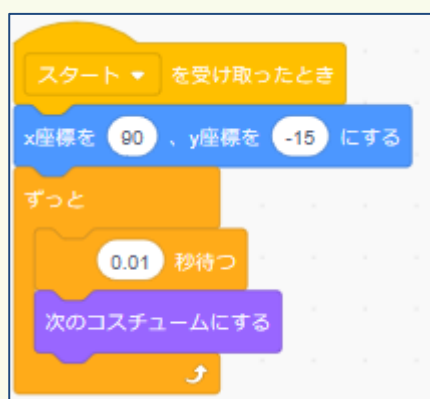 スタート を受け取ったとき
x座標を 90 、y座標を -15 にする
ずっと
0.01 秒待つ
次のコスチュームにする